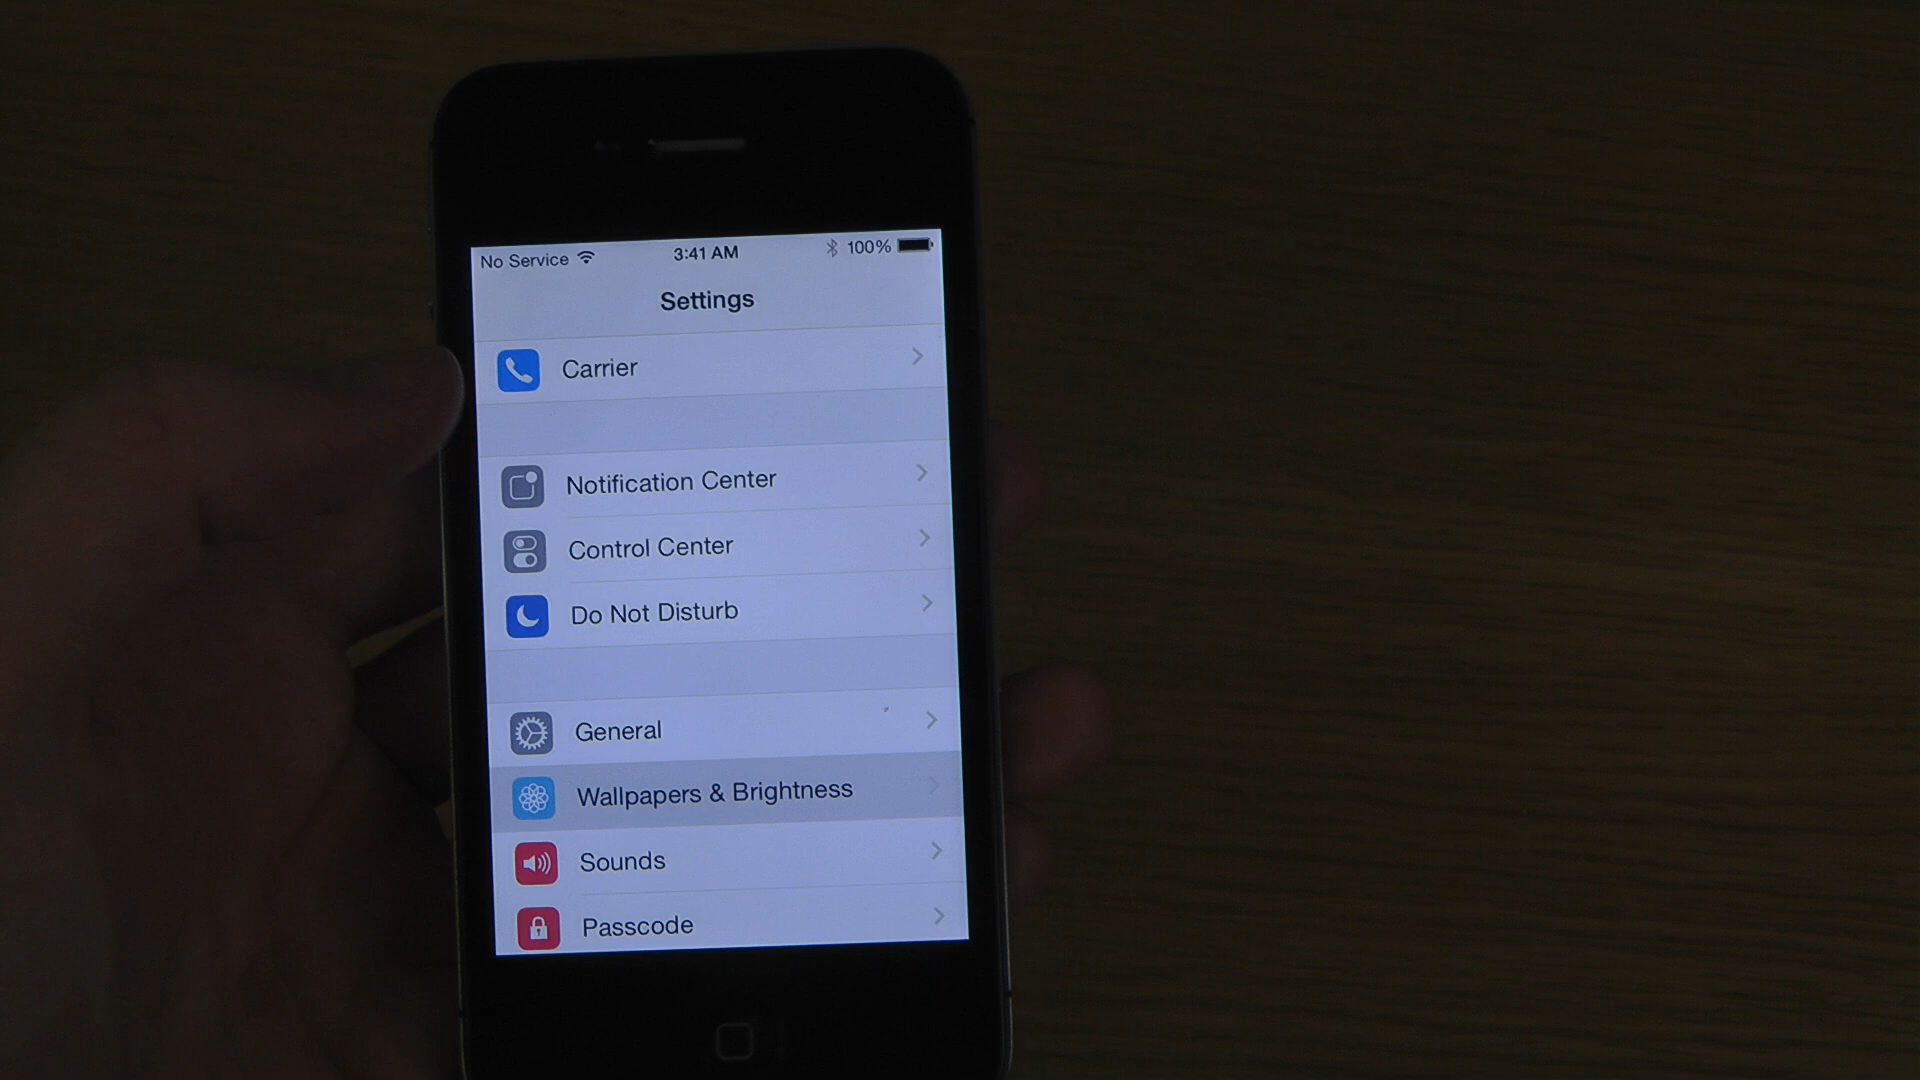 No Service 3:41 AM 100%
Settings
Carrier
Notification Center
Control Center
Do Not Disturb
General
Wallpapers & Brightness
Sounds
Passcode